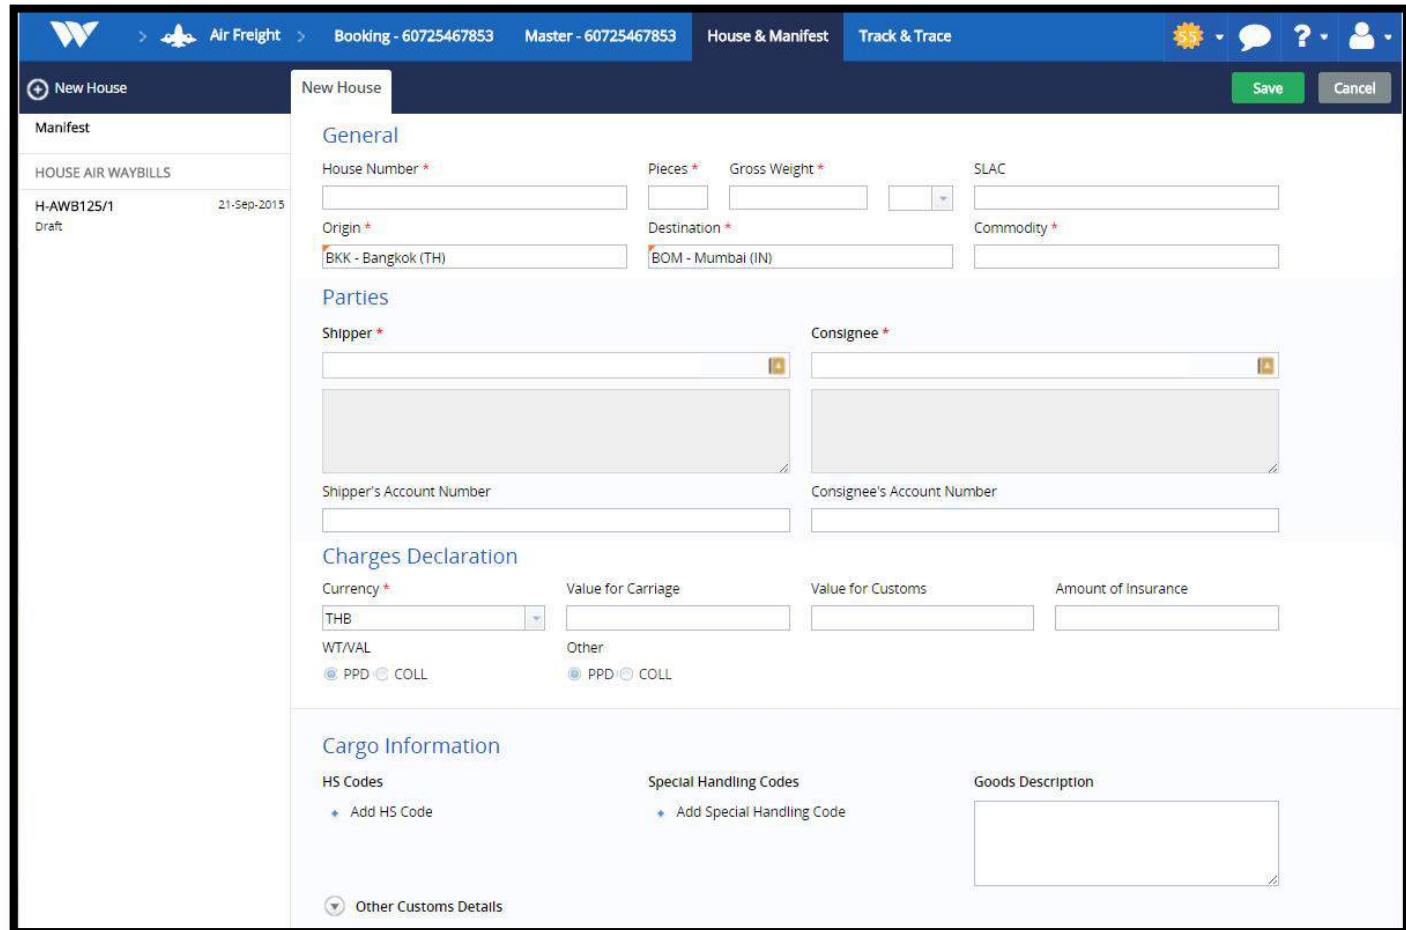 > Air Freight > Booking - 60725467853 Master - 60725467853 House & Manifest Track & Trace 55 ?
New House New House Save Cancel
Manifest
HOUSE AIR WAYBILLS
H-AWB125/1 21-Sep-2015
Draft
General
House Number * Pieces * Gross Weight * SLAC
Origin * Destination * Commodity *
BKK - Bangkok (TH) BOM - Mumbai (IN)
Parties
Shipper * Consignee *
Shipper's Account Number Consignee's Account Number
Charges Declaration
Currency * Value for Carriage Value for Customs Amount of Insurance
THB
WT/VAL Other
PPD COLL PPD COLL
Cargo Information
HS Codes Special Handling Codes Goods Description
+ Add HS Code + Add Special Handling Code
Other Customs Details